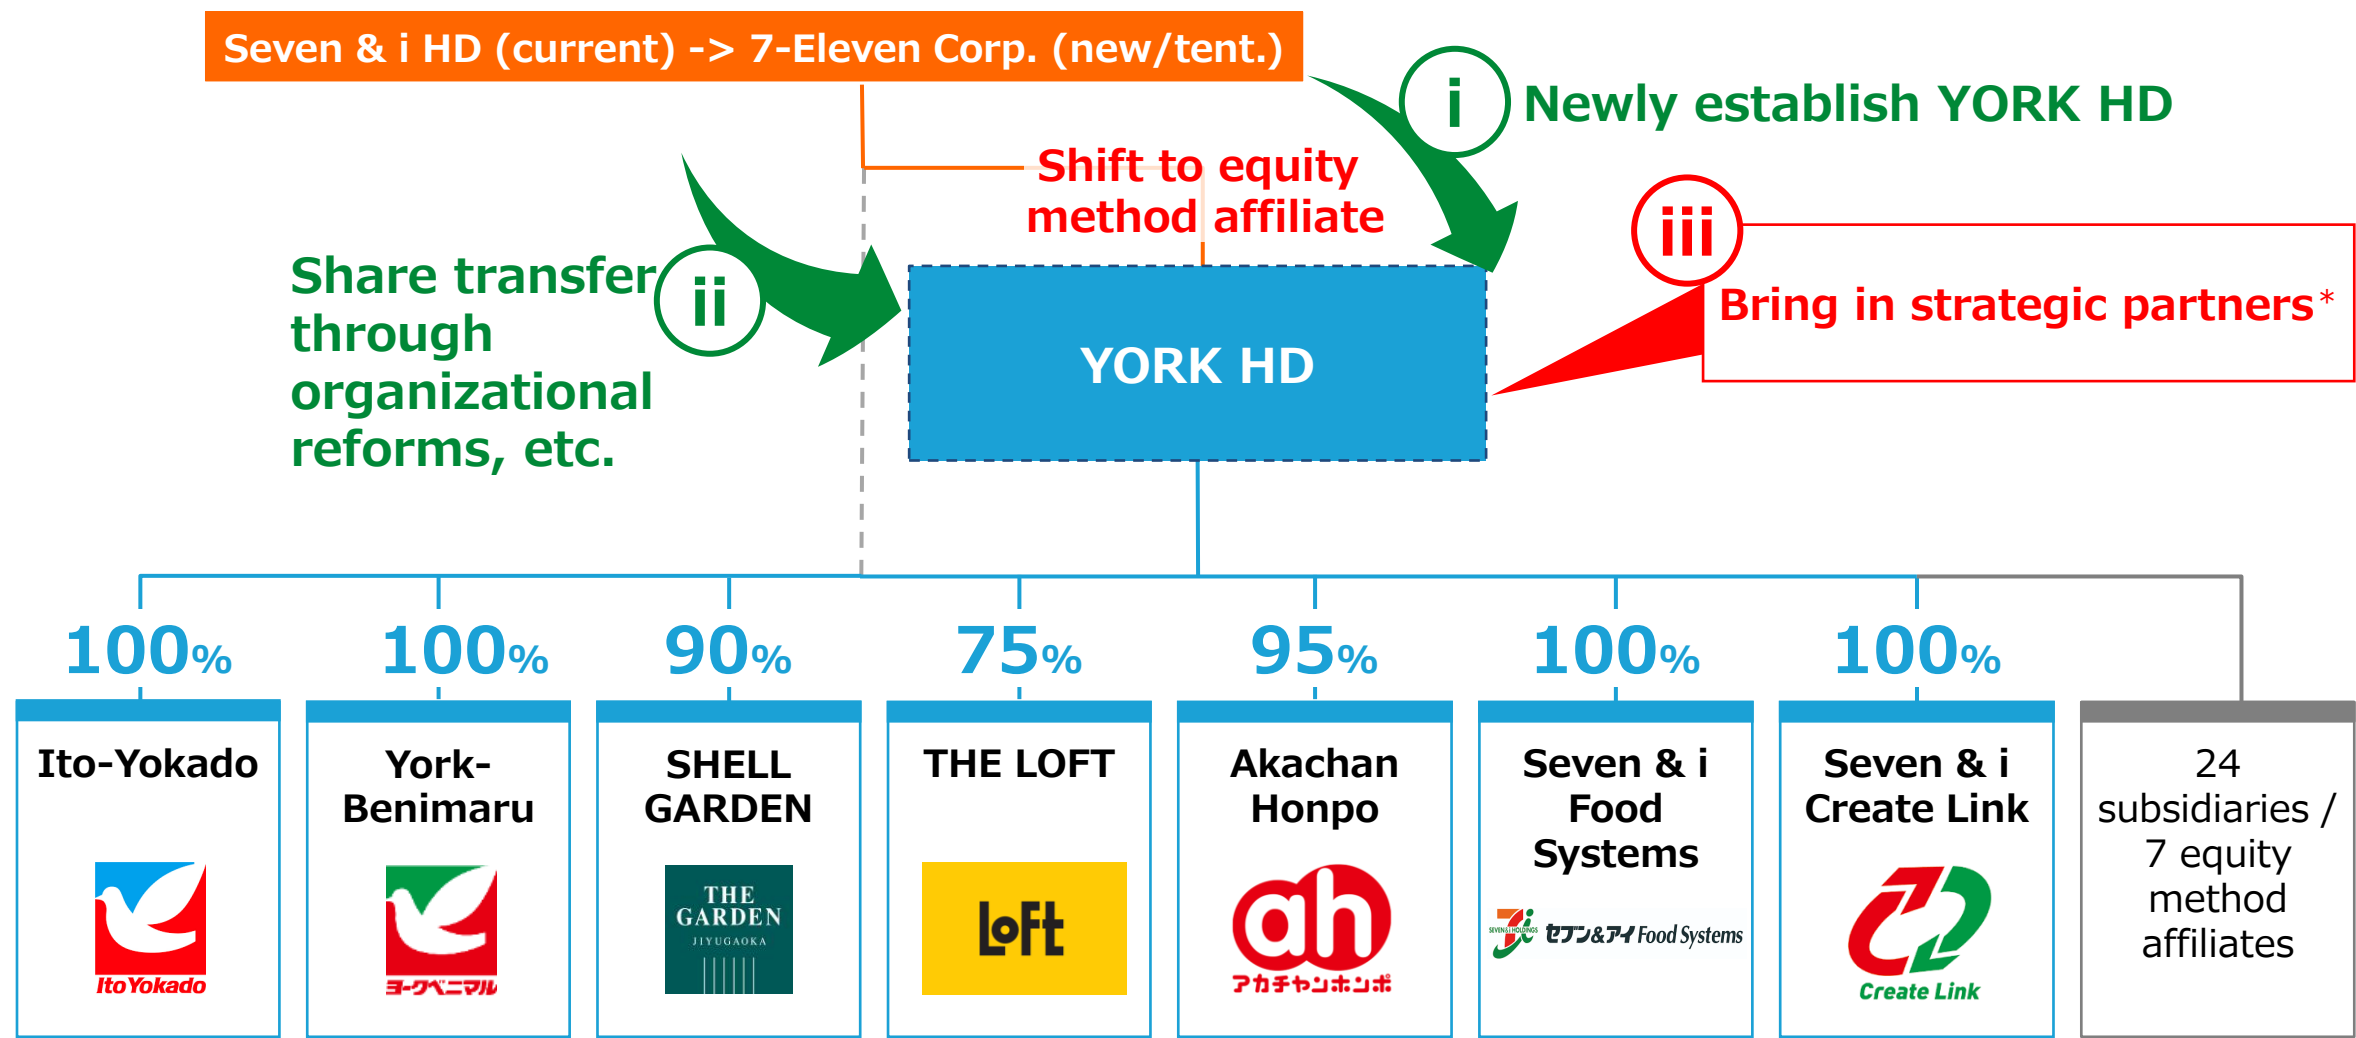 Seven & i HD (current) -> 7-Eleven Corp. (new/tent.)
i
Newly establish YORK HD
Shift to equity
method affiliate
iii
Bring in strategic partners*
Share transfer
through
organizational
reforms, etc.
ii
YORK HD
100%
100%
90%
75%
95%
100%
100%
Ito-Yokado
ItoYokado
York-
Benimaru
ヨークベニマル
SHELL
GARDEN
THE
GARDEN
JIYUGAOKA
THE LOFT
LoFt
Akachan
Honpo
ah
アカチャンホンポ
Seven & i
Food
Systems
SEVEN & i HOLDINGS
セブン&アイ Food Systems
Seven & i
Create Link
Create Link
24
subsidiaries /
7 equity
method
affiliates